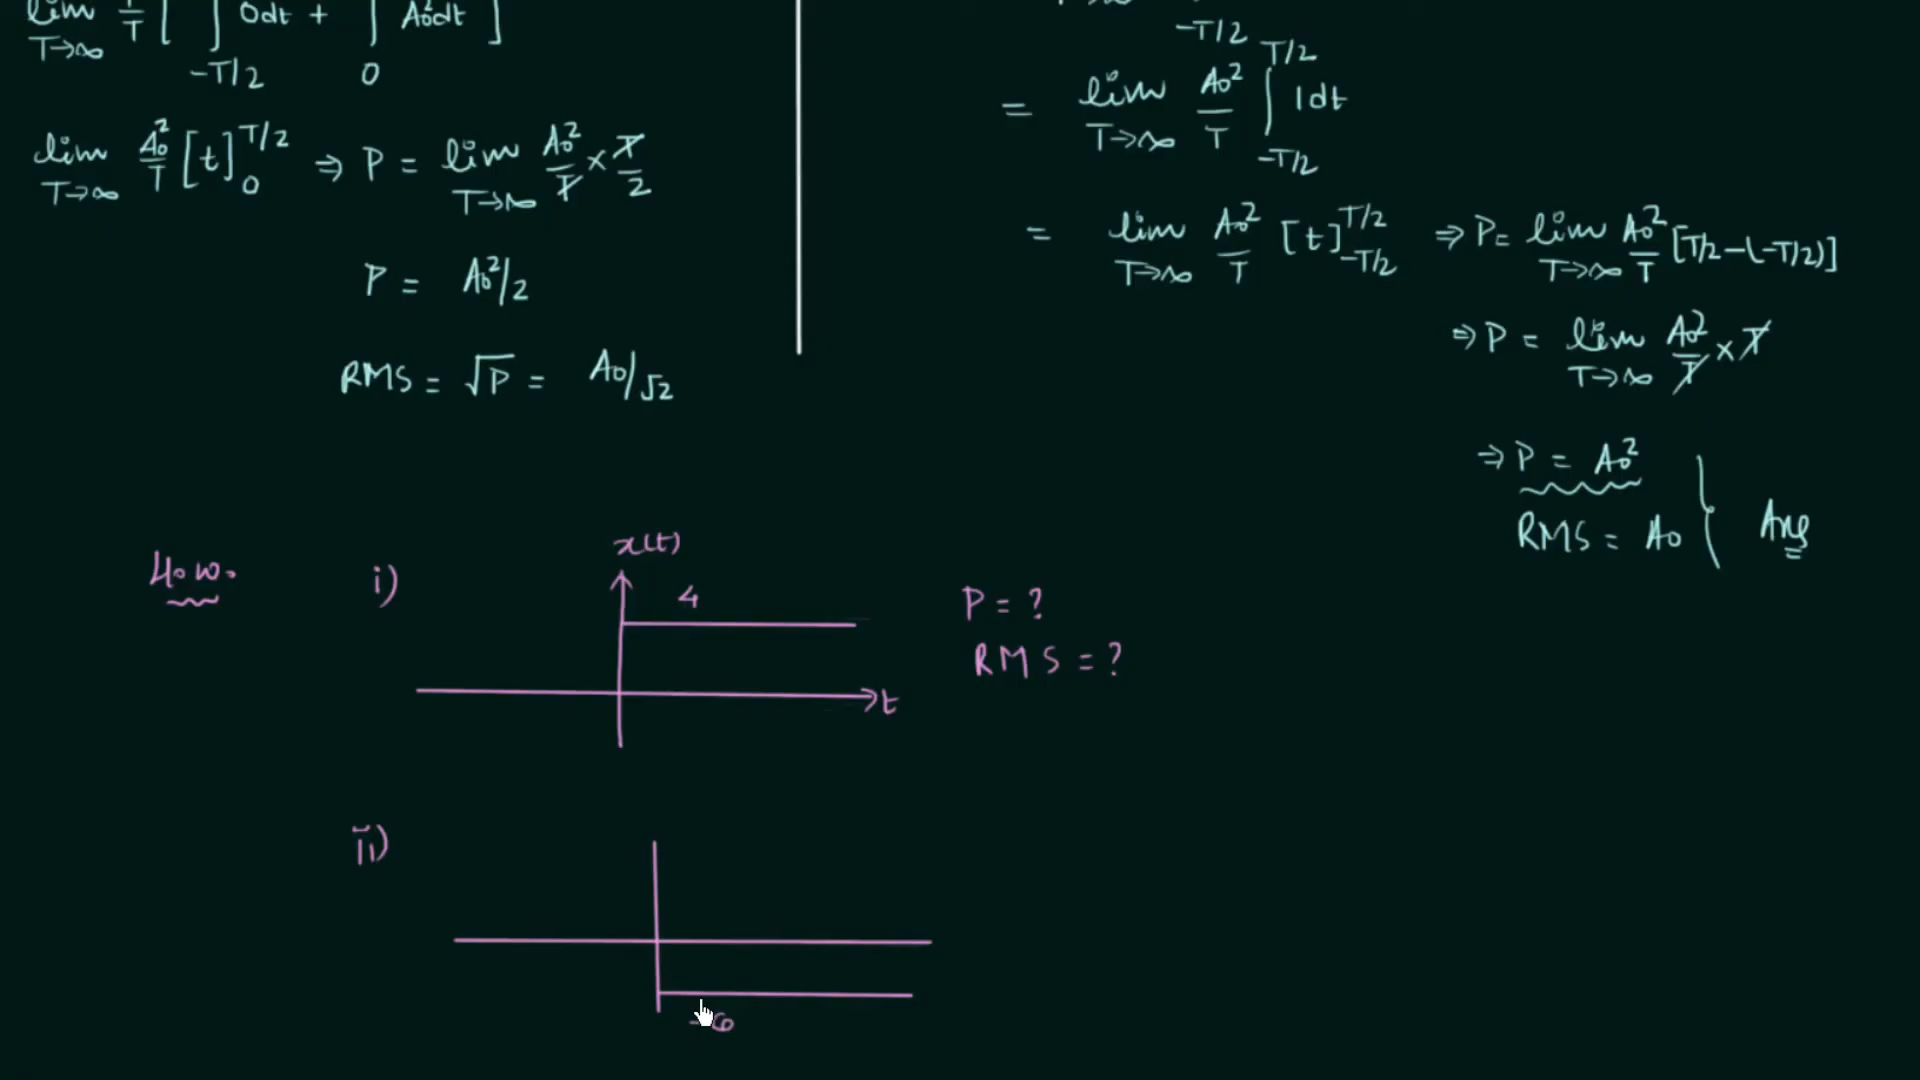 lim T→∞ 1/T [ ∫_{-T/2}^{0} 0dt + ∫_{0} A₀²dt ]
lim T→∞ A₀²/T [t]_0^{T/2} ⇒ P = lim T→∞ A₀²/T × T/2
P = A₀²/2
RMS = √P = A₀/√2
-T/2
= lim T→∞ A₀²/T ∫_{-T/2}^{T/2} 1dt
= lim T→∞ A₀²/T [t]_{-T/2}^{T/2} ⇒ P = lim T→∞ A₀²/T [T/2-(-T/2)]
⇒ P = lim T→∞ A₀²/T × T
⇒ P = A₀²
RMS = A₀
Ans
H.W.
i)
x(t)
4
t
P = ?
RMS = ?
ii)